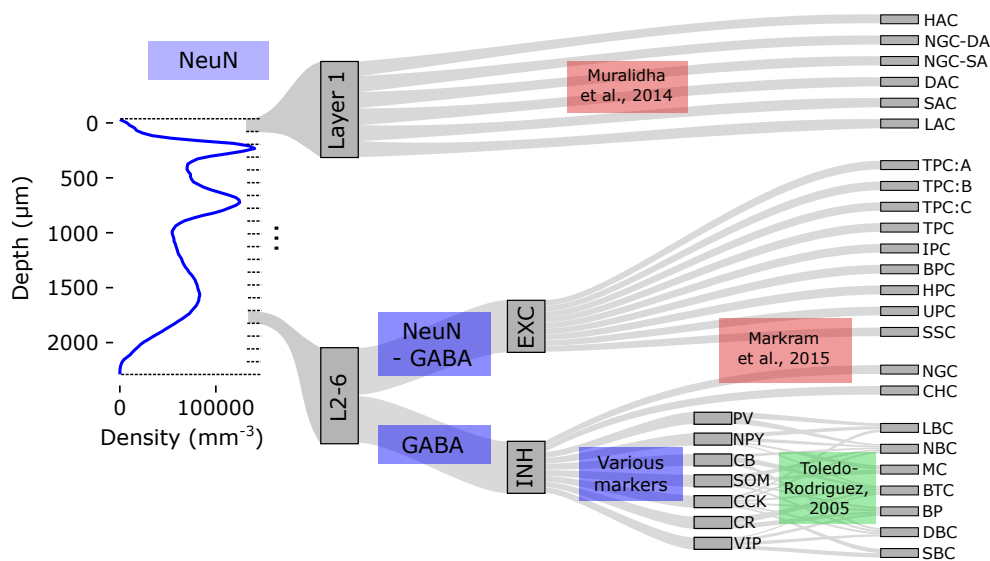 NeuN
Layer 1
Muralidha
et al., 2014
HAC
NGC-DA
NGC-SA
DAC
SAC
LAC
0
500
1000
1500
2000
Depth (µm)
0
100000
Density (mm-3)
...
L2-6
NeuN
- GABA
GABA
EXC
INH
TPC:A
TPC:B
TPC:C
TPC
IPC
BPC
HPC
UPC
SSC
Markram
et al., 2015
NGC
CHC
Various
markers
PV
NPY
CB
SOM
CCK
CR
VIP
Toledo-
Rodriguez,
2005
LBC
NBC
MC
BTC
BP
DBC
SBC